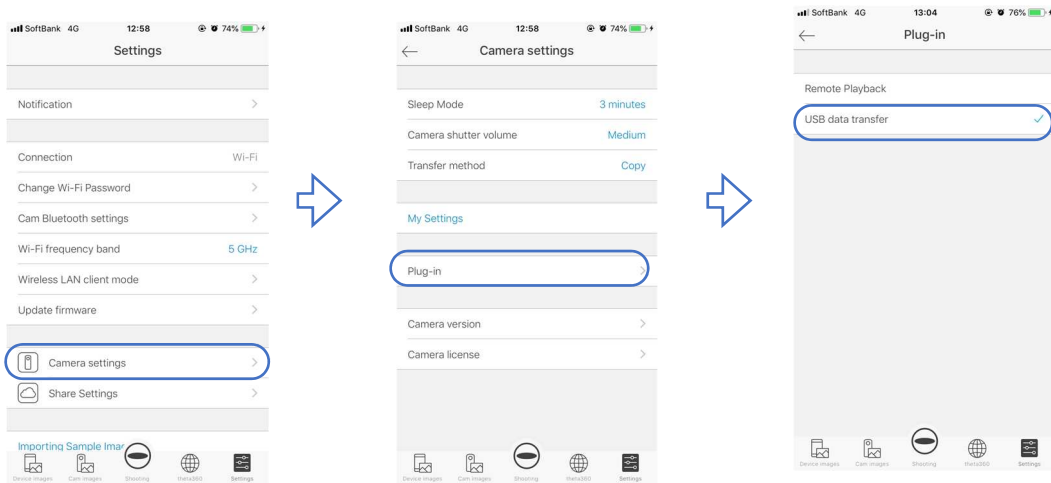 SoftBank 4G 12:58 74%
Settings
Notification
Connection Wi-Fi
Change Wi-Fi Password
Cam Bluetooth settings
Wi-Fi frequency band 5 GHz
Wireless LAN client mode
Update firmware
Camera settings
Share Settings
Importing Sample Imag
Device images Cam images Shooting theta360 Settings
SoftBank 4G 12:58 74%
Camera settings
Sleep Mode 3 minutes
Camera shutter volume Medium
Transfer method Copy
My Settings
Plug-in
Camera version
Camera license
Device images Cam images Shooting theta360 Settings
SoftBank 4G 13:04 76%
Plug-in
Remote Playback
USB data transfer
Device images Cam images Shooting theta360 Settings